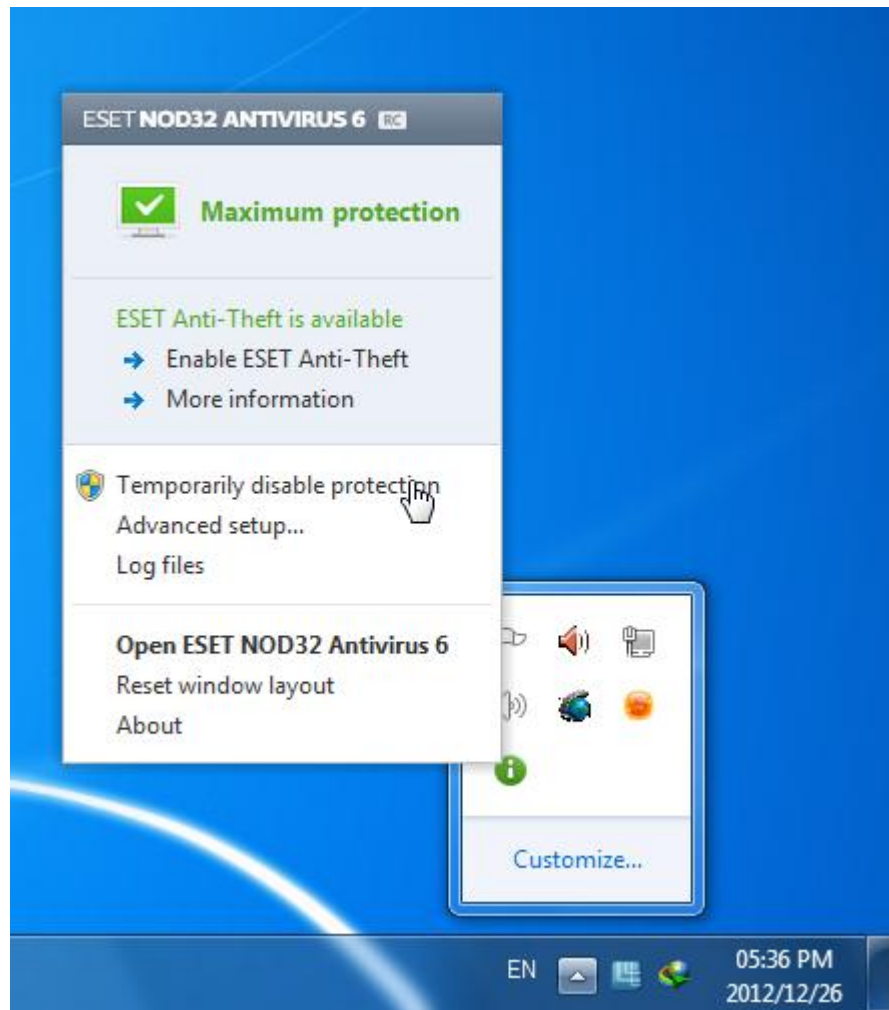 ESET NOD32 ANTIVIRUS 6 RC
Maximum protection
ESET Anti-Theft is available
Enable ESET Anti-Theft
More information
Temporarily disable protection
Advanced setup...
Log files
Open ESET NOD32 Antivirus 6
Reset window layout
About
Customize...
EN
05:36 PM
2012/12/26